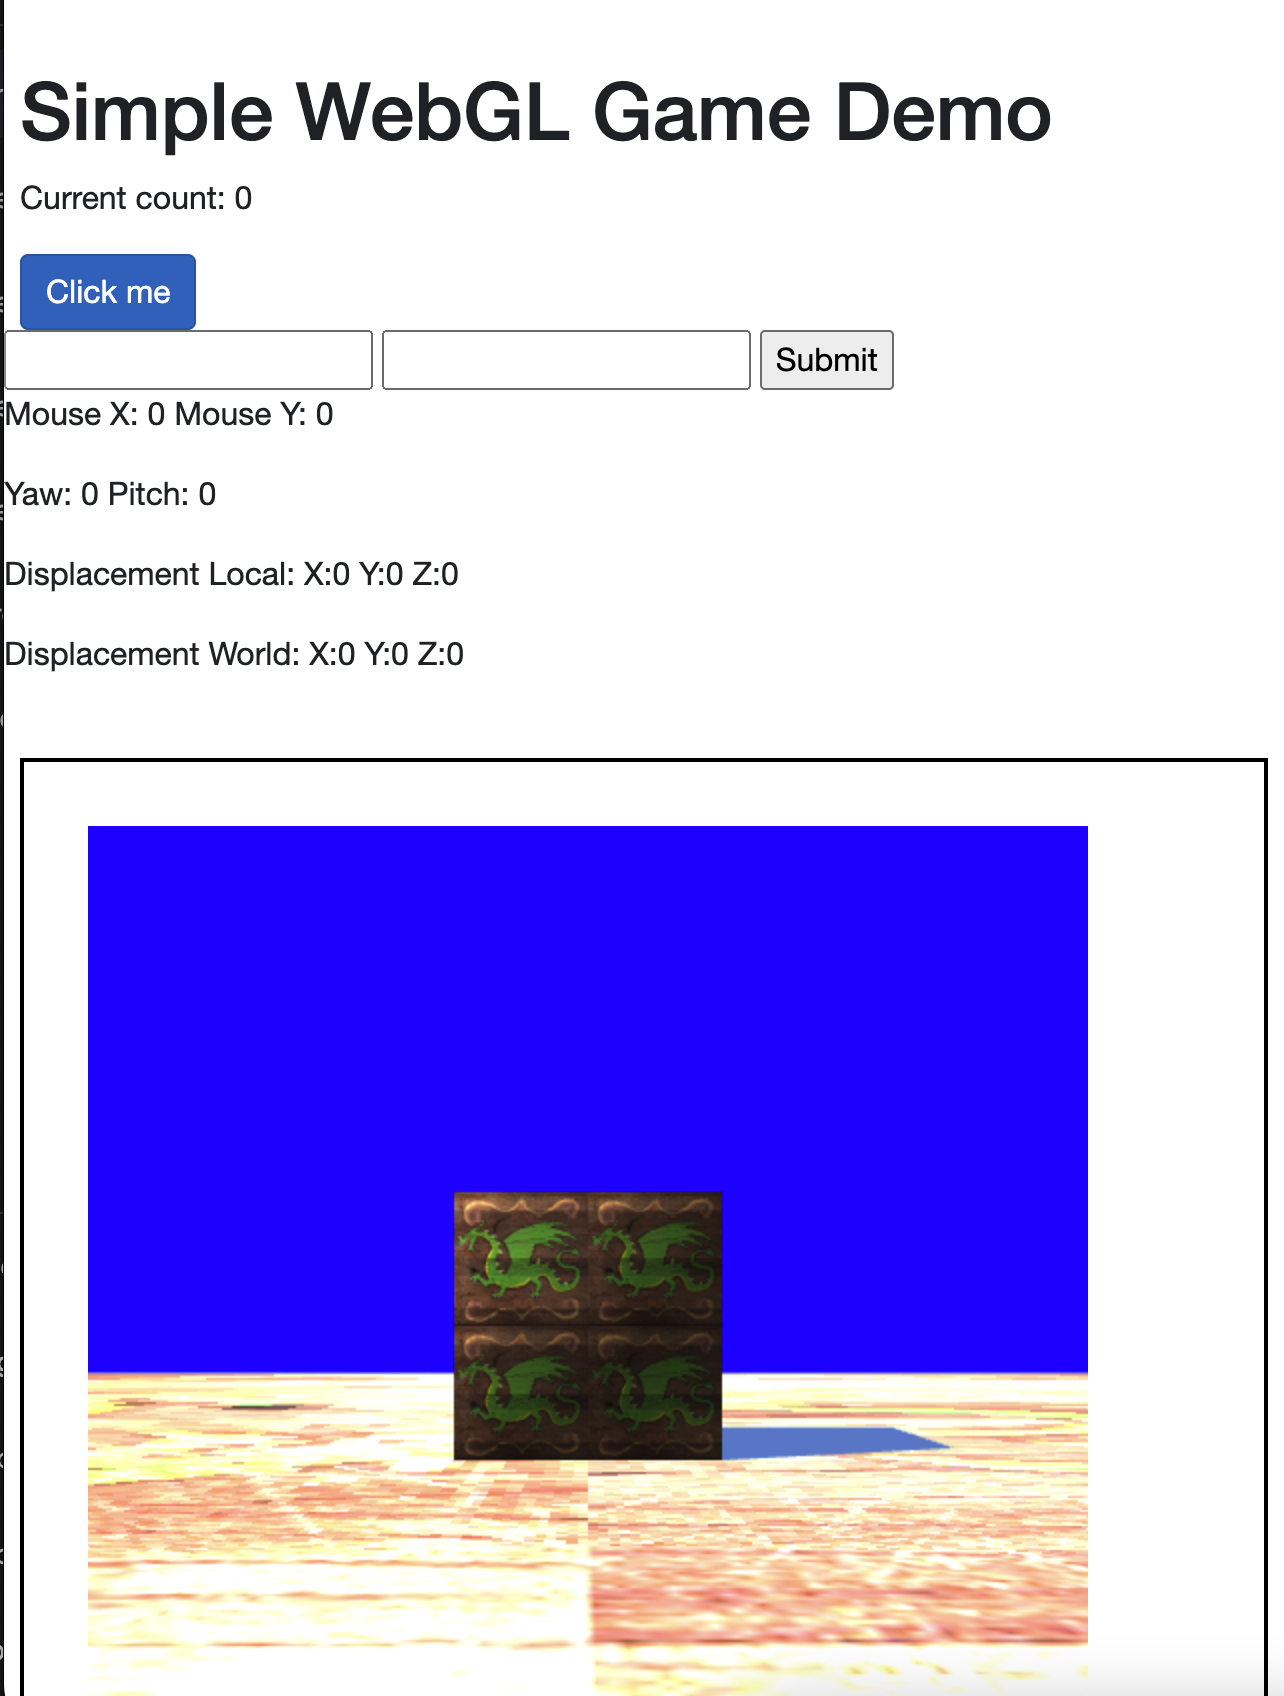 Simple WebGL Game Demo
Current count: 0
Click me
Submit
Mouse X: 0 Mouse Y: 0
Yaw: 0 Pitch: 0
Displacement Local: X:0 Y:0 Z:0
Displacement World: X:0 Y:0 Z:0